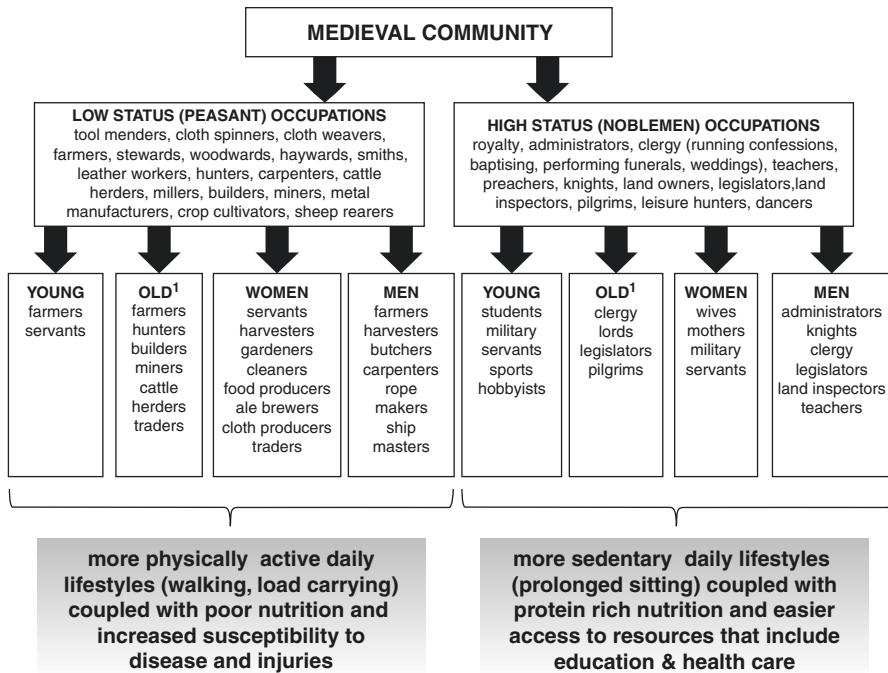 MEDIEVAL COMMUNITY
LOW STATUS (PEASANT) OCCUPATIONS
tool menders, cloth spinners, cloth weavers,
farmers, stewards, woodwards, haywards, smiths,
leather workers, hunters, carpenters, cattle
herders, millers, builders, miners, metal
manufacturers, crop cultivators, sheep rearers
HIGH STATUS (NOBLEMEN) OCCUPATIONS
royalty, administrators, clergy (running confessions,
baptising, performing funerals, weddings), teachers,
preachers, knights, land owners, legislators,land
inspectors, pilgrims, leisure hunters, dancers
YOUNG
farmers
servants
OLD¹
farmers
hunters
builders
miners
cattle
herders
traders
WOMEN
servants
harvesters
gardeners
cleaners
food producers
ale brewers
cloth producers
traders
MEN
farmers
harvesters
butchers
carpenters
rope
makers
ship
masters
YOUNG
students
military
servants
sports
hobbyists
OLD¹
clergy
lords
legislators
pilgrims
WOMEN
wives
mothers
military
servants
MEN
administrators
knights
clergy
legislators
land inspectors
teachers
more physically active daily
lifestyles (walking, load carrying)
coupled with poor nutrition and
increased susceptibility to
disease and injuries
more sedentary daily lifestyles
(prolonged sitting) coupled with
protein rich nutrition and easier
access to resources that include
education & health care